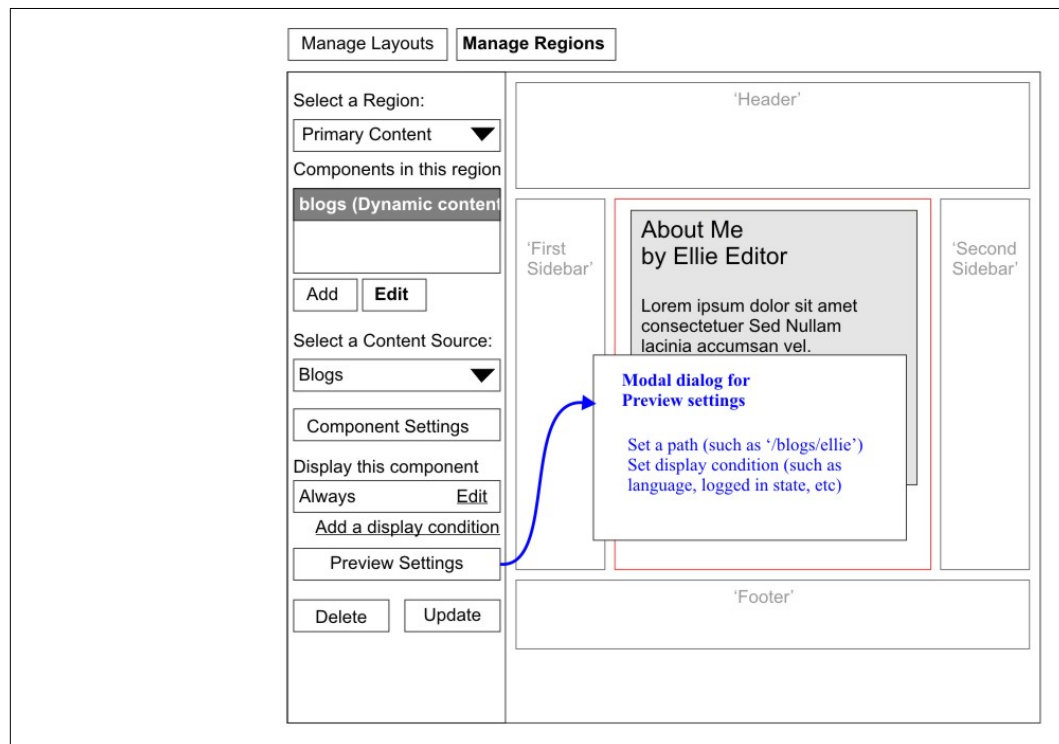 Manage Layouts
Manage Regions
Select a Region:
Primary Content
Components in this region
blogs (Dynamic content
Add
Edit
Select a Content Source:
Blogs
Component Settings
Display this component
Always
Edit
Add a display condition
Preview Settings
Delete
Update
‘Header’
‘First
Sidebar’
About Me
by Ellie Editor
Lorem ipsum dolor sit amet
consectetuer Sed Nullam
lacinia accumsan vel.
Modal dialog for
Preview settings
Set a path (such as ‘/blogs/ellie’)
Set display condition (such as
language, logged in state, etc)
‘Second
Sidebar’
‘Footer’